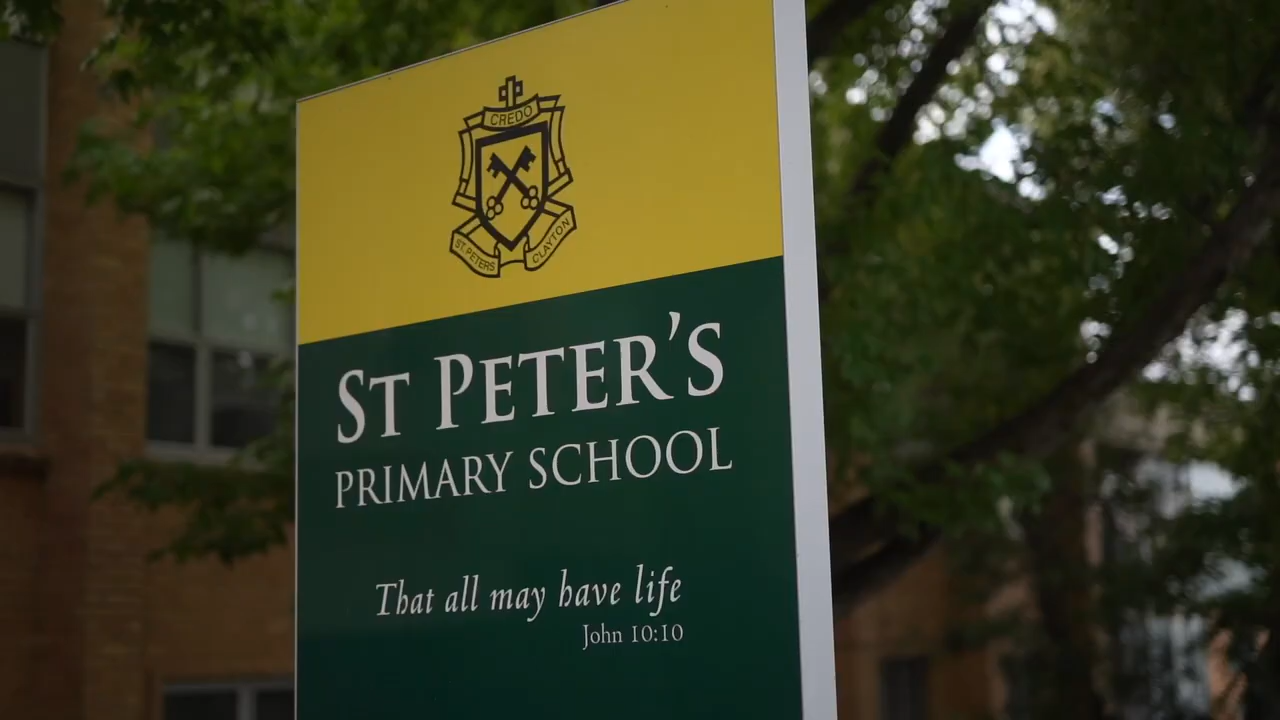 CREDO
ST. PETERS CLAYTON
ST PETER'S
PRIMARY SCHOOL
That all may have life
John 10:10